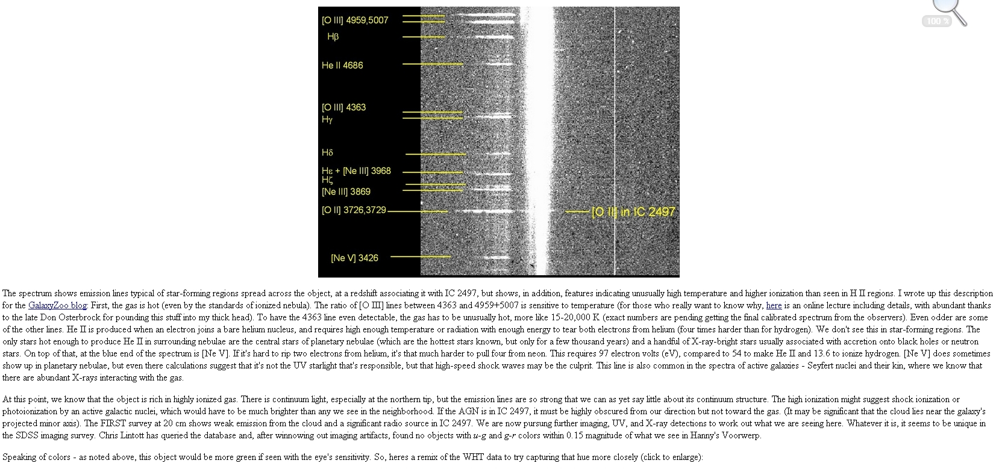 [O III] 4959,5007
Hβ
He II 4686
[O III] 4363
Hγ
Hδ
Hε + [Ne III] 3968
Hζ
[Ne III] 3869
[O II] 3726,3729
[O II] in IC 2497
[Ne V] 3426
100 %
The spectrum shows emission lines typical of star-forming regions spread across the object, at a redshift associating it with IC 2497, but shows, in addition, features indicating unusually high temperature and higher ionization than seen in H II regions. I wrote up this description
for the GalaxyZoo blog: First, the gas is hot (even by the standards of ionized nebula). The ratio of [O III] lines between 4363 and 4959+5007 is sensitive to temperature (for those who really want to know why, here is an online lecture including details, with abundant thanks
to the late Don Osterbrock for pounding this stuff into my thick head). To have the 4363 line even detectable, the gas has to be unusually hot, more like 15-20,000 K (exact numbers are pending getting the final calibrated spectrum from the observers). Even odder are some
of the other lines. He II is produced when an electron joins a bare helium nucleus, and requires high enough temperature or radiation with enough energy to tear both electrons from helium (four times harder than for hydrogen). We don't see this in star-forming regions. The
only stars hot enough to produce He II in surrounding nebulae are the central stars of planetary nebulae (which are the hottest stars known, but only for a few thousand years) and a handful of X-ray-bright stars usually associated with accretion onto black holes or neutron
stars. On top of that, at the blue end of the spectrum is [Ne V]. If it's hard to rip two electrons from helium, it's that much harder to pull four from neon. This requires 97 electron volts (eV), compared to 54 to make He II and 13.6 to ionize hydrogen. [Ne V] does sometimes
show up in planetary nebulae, but even there calculations suggest that it's not the UV starlight that's responsible, but that high-speed shock waves may be the culprit. This line is also common in the spectra of active galaxies - Seyfert nuclei and their kin, where we know that
there are abundant X-rays interacting with the gas.
At this point, we know that the object is rich in highly ionized gas. There is continuum light, especially at the northern tip, but the emission lines are so strong that we can as yet say little about its continuum structure. The high ionization might suggest shock ionization or
photoionization by an active galactic nuclei, which would have to be much brighter than any we see in the neighborhood. If the AGN is in IC 2497, it must be highly obscured from our direction but not toward the gas. (It may be significant that the cloud lies near the galaxy's
projected minor axis). The FIRST survey at 20 cm shows weak emission from the cloud and a significant radio source in IC 2497. We are now pursung further imaging, UV, and X-ray detections to work out what we are seeing here. Whatever it is, it seems to be unique in
the SDSS imaging survey. Chris Lintott has queried the database and, after winnowing out imaging artifacts, found no objects with u-g and g-r colors within 0.15 magnitude of what we see in Hanny's Voorwerp.
Speaking of colors - as noted above, this object would be more green if seen with the eye's sensitivity. So, heres a remix of the WHT data to try capturing that hue more closely (click to enlarge):